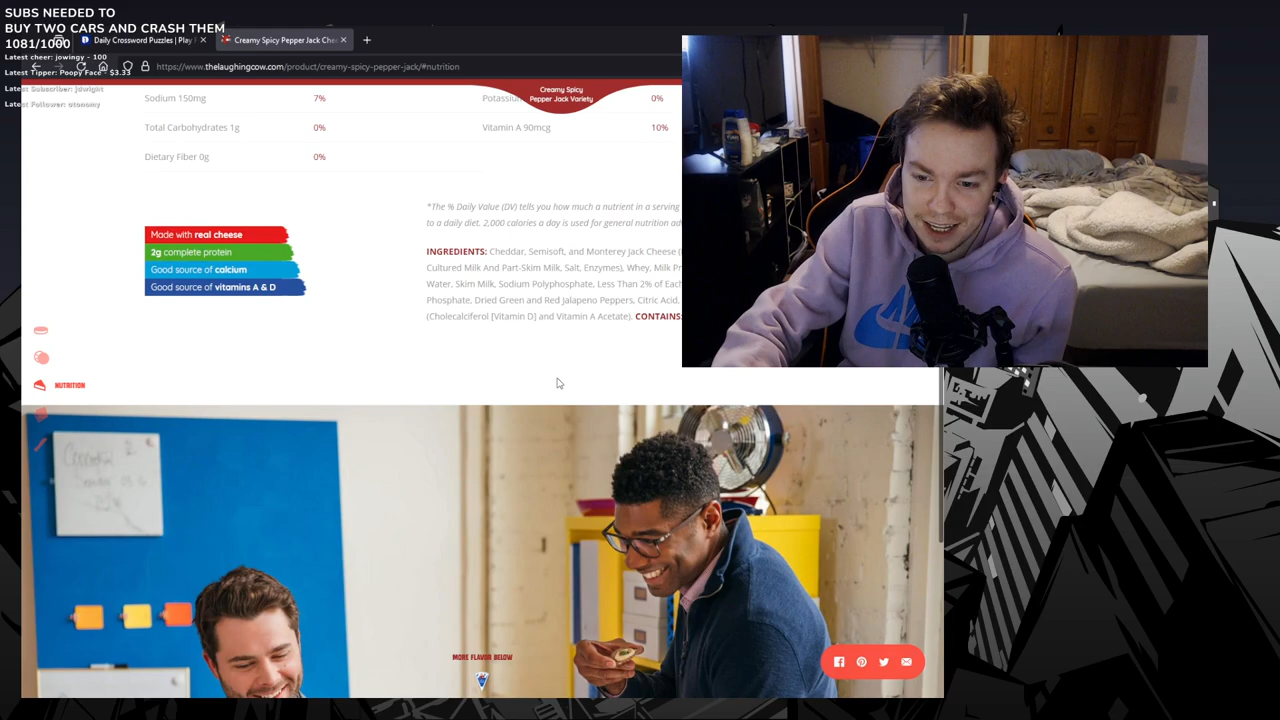 SUBS NEEDED TO
BUY TWO CARS AND CRASH THEM
1081/1000
Latest cheer: jowingy - 100
Latest Tipper: Poopy Face - $3.33
Latest Subscriber: jdwight
Latest Follower: otonomy
Daily Crossword Puzzles | Play
Creamy Spicy Pepper Jack Che
https://www.thelaughingcow.com/product/creamy-spicy-pepper-jack/#nutrition
Creamy Spicy
Pepper Jack Variety
Sodium 150mg 7% Potassiu 0%
Total Carbohydrates 1g 0% Vitamin A 90mcg 10%
Dietary Fiber 0g 0%
*The % Daily Value (DV) tells you how much a nutrient in a serving
to a daily diet. 2,000 calories a day is used for general nutrition ad
Made with real cheese
2g complete protein
Good source of calcium
Good source of vitamins A & D
INGREDIENTS: Cheddar, Semisoft, and Monterey Jack Cheese (
Cultured Milk And Part-Skim Milk, Salt, Enzymes), Whey, Milk Pr
Water, Skim Milk, Sodium Polyphosphate, Less Than 2% of Each
Phosphate, Dried Green and Red Jalapeno Peppers, Citric Acid,
(Cholecalciferol [Vitamin D] and Vitamin A Acetate). CONTAINS:
NUTRITION
MORE FLAVOR BELOW